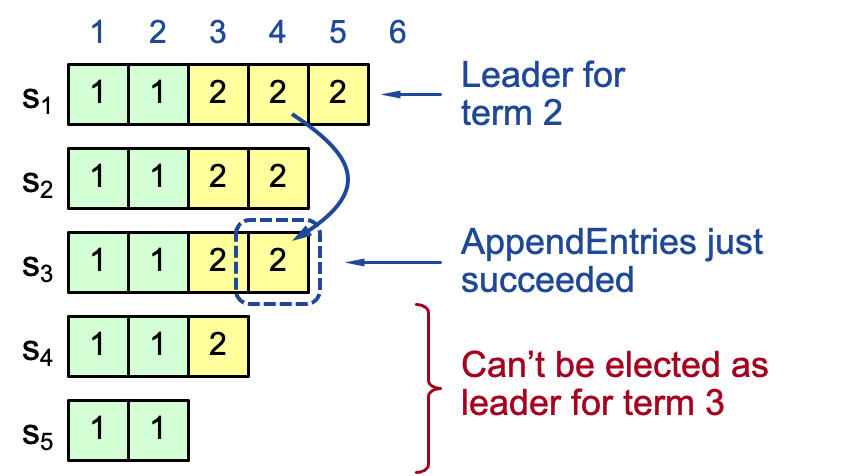 1 2 3 4 5 6
s1 1 1 2 2 2
Leader for
term 2
s2 1 1 2 2
s3 1 1 2 2
AppendEntries just
succeeded
s4 1 1 2
Can’t be elected as
leader for term 3
s5 1 1